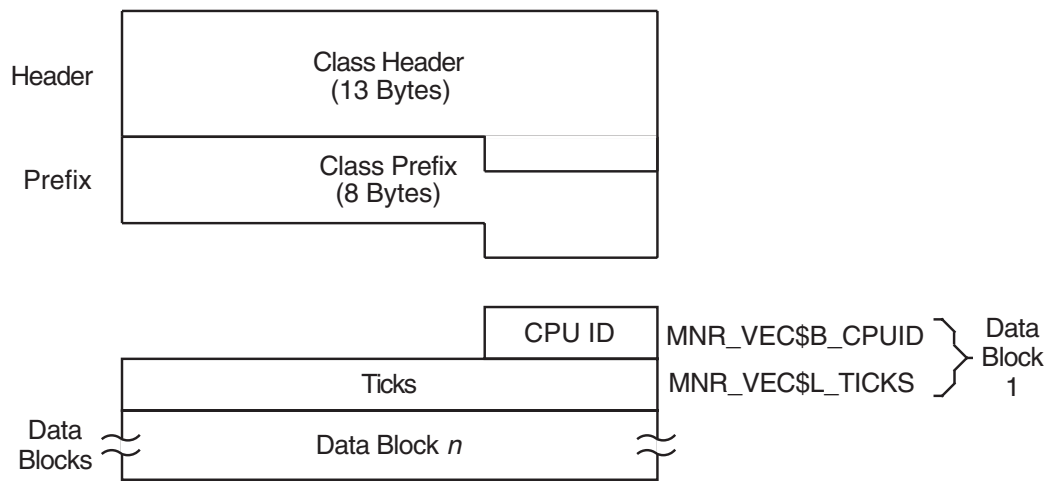 Class Header
Header
(13 Bytes)
Class Prefix
Prefix
(8 Bytes)
CPU ID
MNR_VEC$B_CPUID
Data
Block
1
Ticks
MNR_VEC$L_TICKS
Data
Blocks
Data Block n